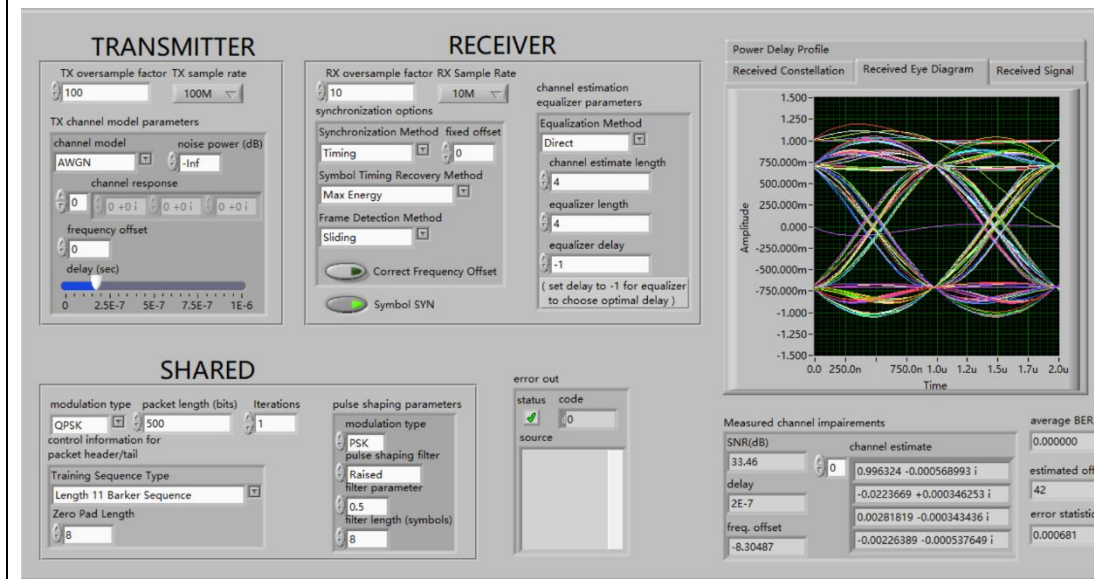 TRANSMITTER
TX oversample factor TX sample rate
100 100M
TX channel model parameters
channel model noise power (dB)
AWGN -Inf
channel response
0 0 +0 i 0 +0 i 0 +0 i
frequency offset
0
delay (sec)
0 2.5E-7 5E-7 7.5E-7 1E-6
RECEIVER
RX oversample factor RX Sample Rate
10 10M
synchronization options
Synchronization Method fixed offset
Timing 0
Symbol Timing Recovery Method
Max Energy
Frame Detection Method
Sliding
Correct Frequency Offset
Symbol SYN
channel estimation
equalizer parameters
Equalization Method
Direct
channel estimate length
4
equalizer length
4
equalizer delay
-1
( set delay to -1 for equalizer
to choose optimal delay )
Power Delay Profile
Received Constellation Received Eye Diagram Received Signal
Amplitude
1.500
1.250
1.000
750.000m
500.000m
250.000m
0.000
-250.000m
-500.000m
-750.000m
-1.000
-1.250
-1.500
0.0 250.0n 750.0n 1.0u 1.2u 1.5u 1.7u 2.0u
Time
SHARED
modulation type packet length (bits) Iterations
QPSK 500 1
control information for
packet header/tail
Training Sequence Type
Length 11 Barker Sequence
Zero Pad Length
8
pulse shaping parameters
modulation type
PSK
pulse shaping filter
Raised
filter parameter
0.5
filter length (symbols)
8
error out
status code
0
source
Measured channel impairements
SNR(dB)
33.46
delay
2E-7
freq. offset
-8.30487
channel estimate
0 0.996324 -0.000568993 i
-0.0223669 +0.000346253 i
0.00281819 -0.000343436 i
-0.00226389 -0.000537649 i
average BER
0.000000
estimated off
42
error statistic
0.000681